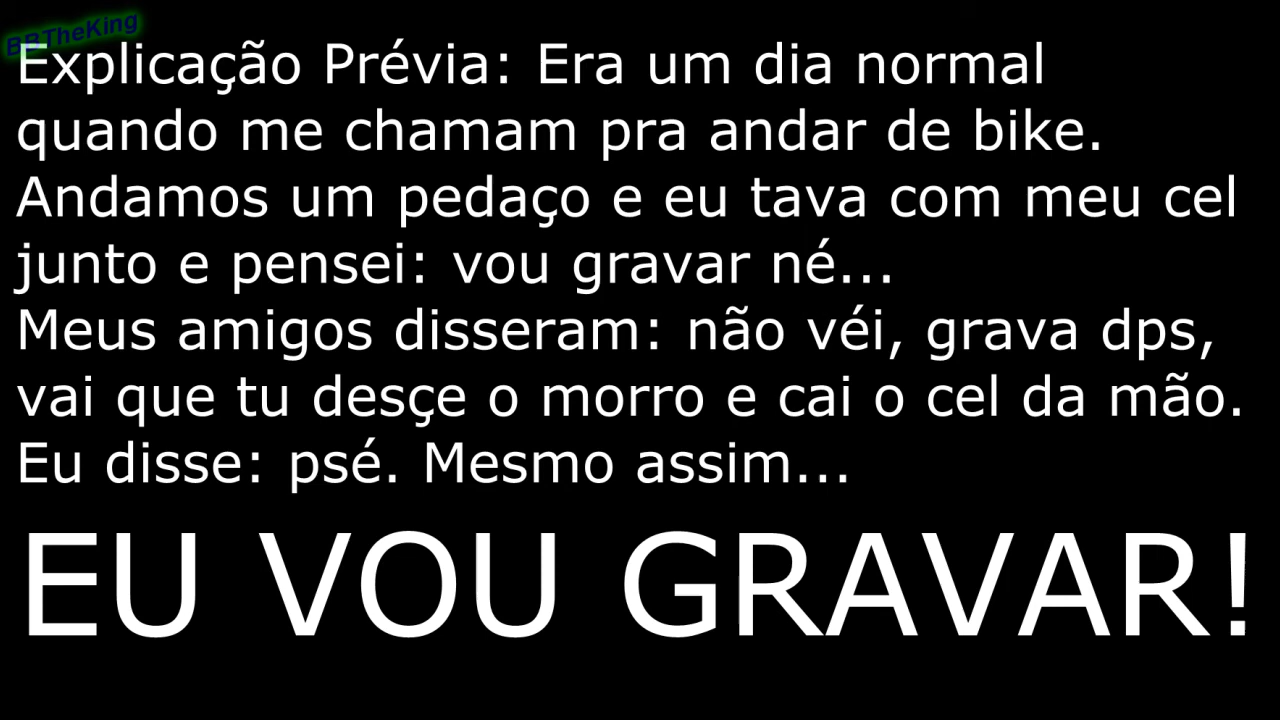 BBTheKing
Explicação Prévia: Era um dia normal
quando me chamam pra andar de bike.
Andamos um pedaço e eu tava com meu cel
junto e pensei: vou gravar né...
Meus amigos disseram: não véi, grava dps,
vai que tu desçe o morro e cai o cel da mão.
Eu disse: psé. Mesmo assim...
EU VOU GRAVAR!